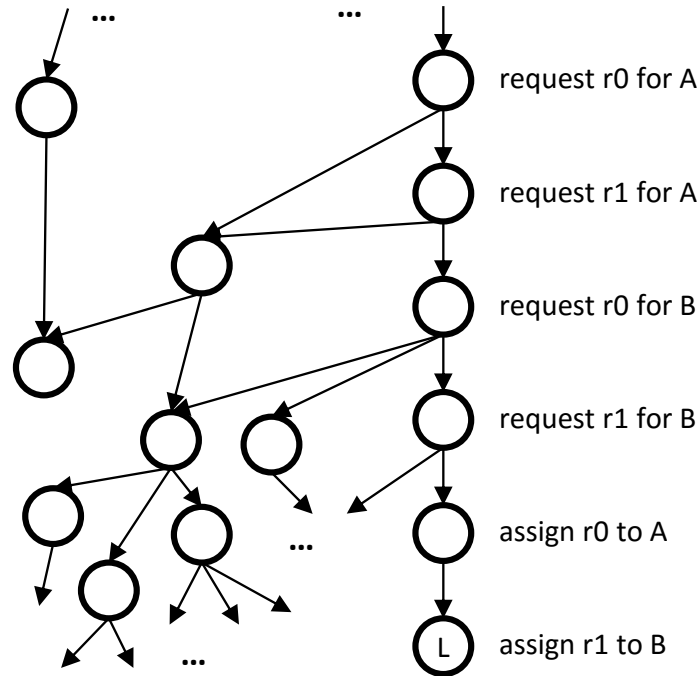 ...
...
request r0 for A
request r1 for A
request r0 for B
request r1 for B
assign r0 to A
...
L assign r1 to B
...